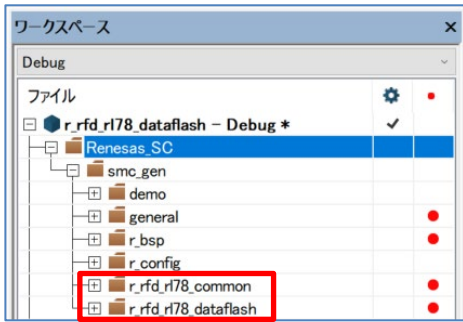 ワークスペース
Debug
ファイル
r_rfd_rl78_dataflash - Debug *
Renesas_SC
smc_gen
demo
general
r_bsp
r_config
r_rfd_rl78_common
r_rfd_rl78_dataflash